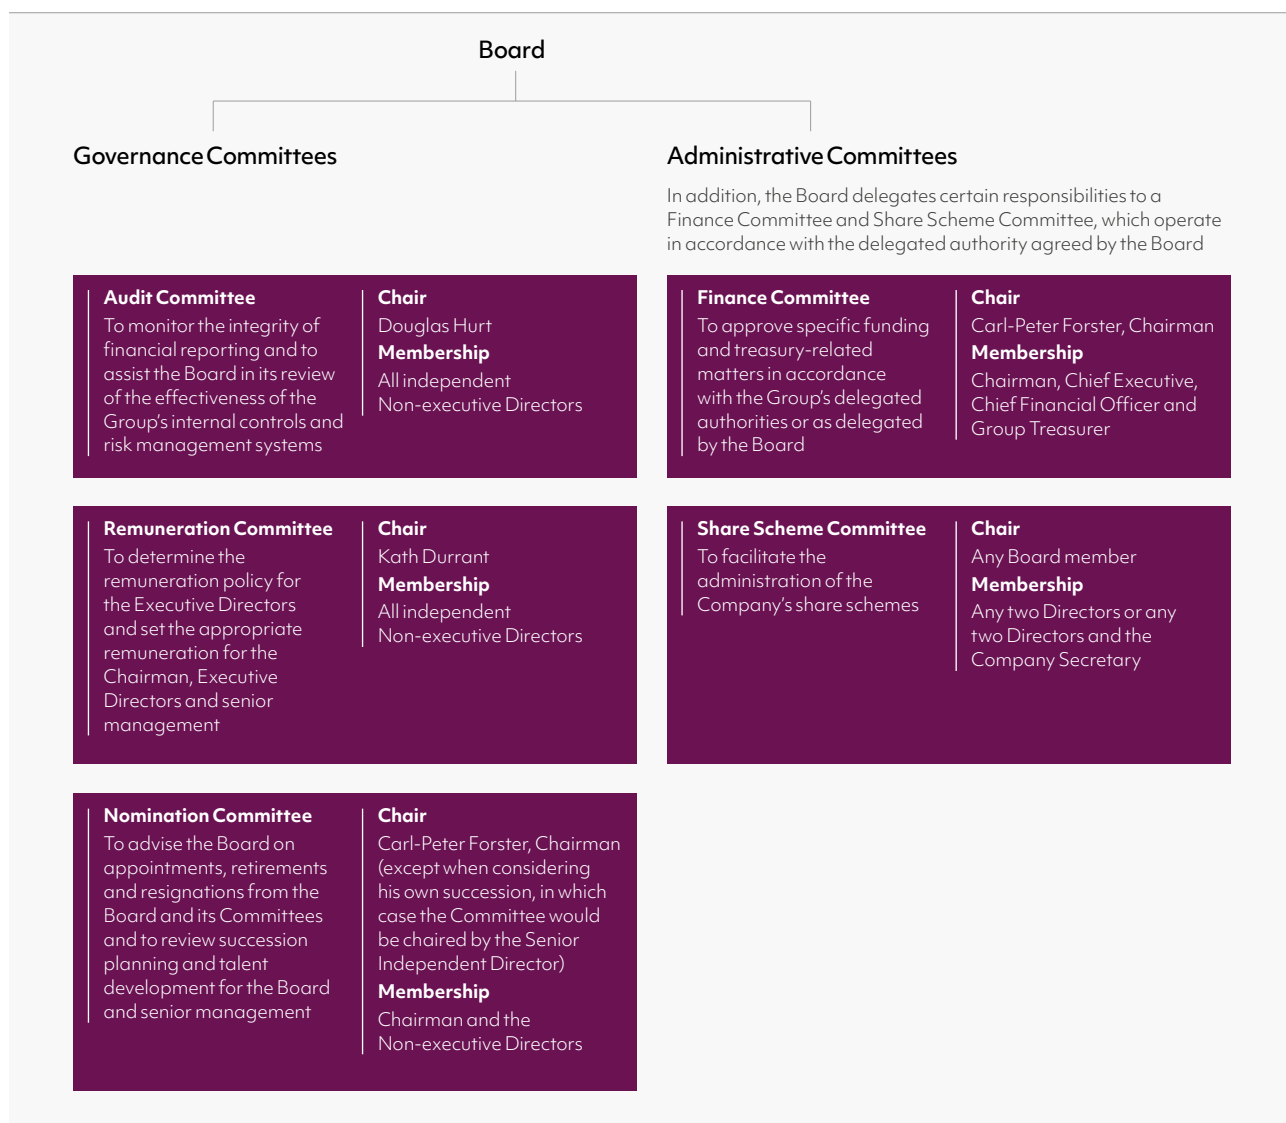 Board
Governance Committees
Audit Committee
To monitor the integrity of
financial reporting and to
assist the Board in its review
of the effectiveness of the
Group's internal controls and
risk management systems
Chair
Douglas Hurt
Membership
All independent
Non-executive Directors
Remuneration Committee
To determine the
remuneration policy for
the Executive Directors
and set the appropriate
remuneration for the
Chairman, Executive
Directors and senior
management
Chair
Kath Durrant
Membership
All independent
Non-executive Directors
Nomination Committee
To advise the Board on
appointments, retirements
and resignations from the
Board and its Committees
and to review succession
planning and talent
development for the Board
and senior management
Chair
Carl-Peter Forster, Chairman
(except when considering
his own succession, in which
case the Committee would
be chaired by the Senior
Independent Director)
Membership
Chairman and the
Non-executive Directors
Administrative Committees
In addition, the Board delegates certain responsibilities to a
Finance Committee and Share Scheme Committee, which operate
in accordance with the delegated authority agreed by the Board
Finance Committee
To approve specific funding
and treasury-related
matters in accordance
with the Group's delegated
authorities or as delegated
by the Board
Chair
Carl-Peter Forster, Chairman
Membership
Chairman, Chief Executive,
Chief Financial Officer and
Group Treasurer
Share Scheme Committee
To facilitate the
administration of the
Company's share schemes
Chair
Any Board member
Membership
Any two Directors or any
two Directors and the
Company Secretary